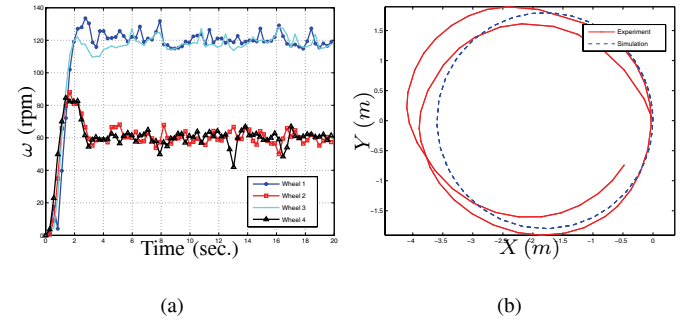 140
120
100
80
60
40
20
0
ω (rpm)
0 2 4 6 8 10 12 14 16 18 20
Time (sec.)
Wheel 1
Wheel 2
Wheel 3
Wheel 4
(a)
1.5
1
0.5
0
−0.5
−1
−1.5
Y (m)
−4 −3.5 −3 −2.5 −2 −1.5 −1 −0.5 0
X (m)
Experiment
Simulation
(b)